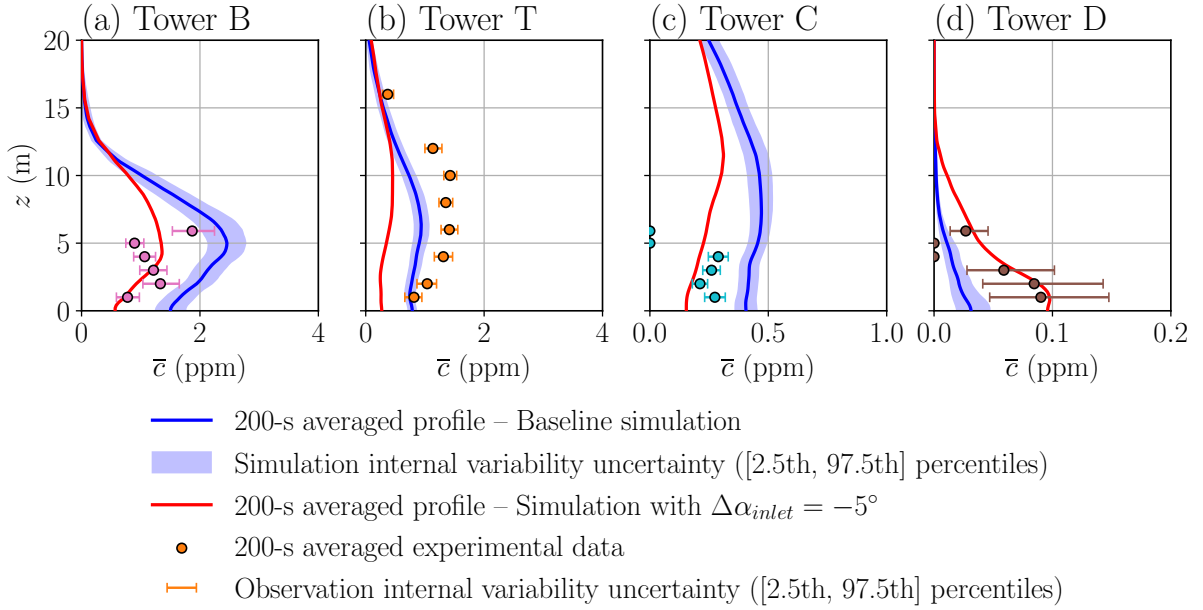 (a) Tower B (b) Tower T (c) Tower C (d) Tower D
20
15
10
5
0
z (m)
0 2 4 0 2 4 0.0 0.5 1.0 0.0 0.1 0.2
c̅ (ppm) c̅ (ppm) c̅ (ppm) c̅ (ppm)
200-s averaged profile – Baseline simulation
Simulation internal variability uncertainty ([2.5th, 97.5th] percentiles)
200-s averaged profile – Simulation with Δα_inlet = −5°
200-s averaged experimental data
Observation internal variability uncertainty ([2.5th, 97.5th] percentiles)